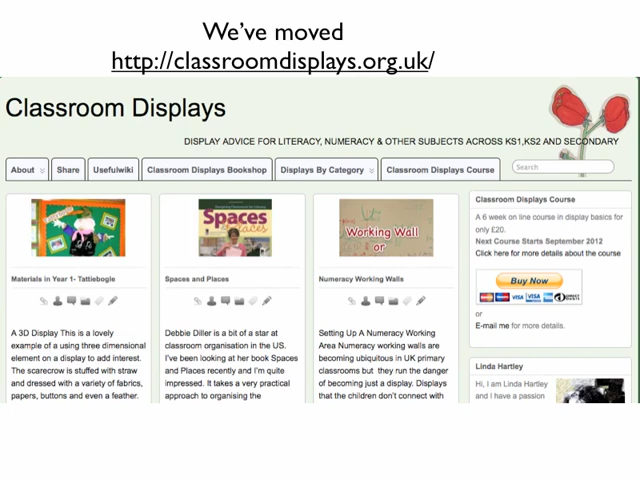 We've moved
http://classroomdisplays.org.uk/
Classroom Displays
DISPLAY ADVICE FOR LITERACY, NUMERACY & OTHER SUBJECTS ACROSS KS1,KS2 AND SECONDARY
About
Share
Usefulwiki
Classroom Displays Bookshop
Displays By Category
Classroom Displays Course
Search
Spaces
Working Wall
or
Materials in Year 1- Tattiebogle
A 3D Display This is a lovely
example of a using three dimensional
element on a display to add interest.
The scarecrow is stuffed with straw
and dressed with a variety of fabrics,
papers, buttons and even a feather.
Spaces and Places
Debbie Diller is a bit of a star at
classroom organisation in the US.
I've been looking at her book Spaces
and Places recently and I'm quite
impressed. It takes a very practical
approach to organising the
Numeracy Working Walls
Setting Up A Numeracy Working
Area Numeracy working walls are
becoming ubiquitous in UK primary
classrooms but they run the danger
of becoming just a display. Displays
that the children don't connect with
Classroom Displays Course
A 6 week on line course in display basics for
only £20.
Next Course Starts September 2012
Click here for more details about the course
Buy Now
VISA
VISA
or
E-mail me for more details.
Linda Hartley
Hi, I am Linda Hartley
and I have a passion